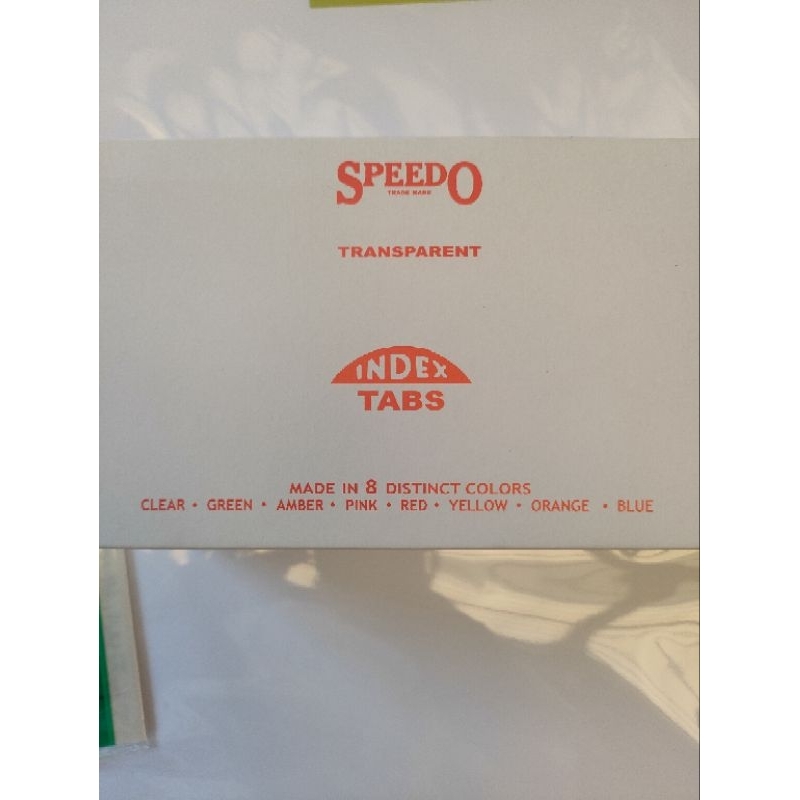 SPEEDO
TRADE MARK
TRANSPARENT
INDEX
TABS
MADE IN 8 DISTINCT COLORS
CLEAR • GREEN • AMBER • PINK • RED • YELLOW • ORANGE • BLUE